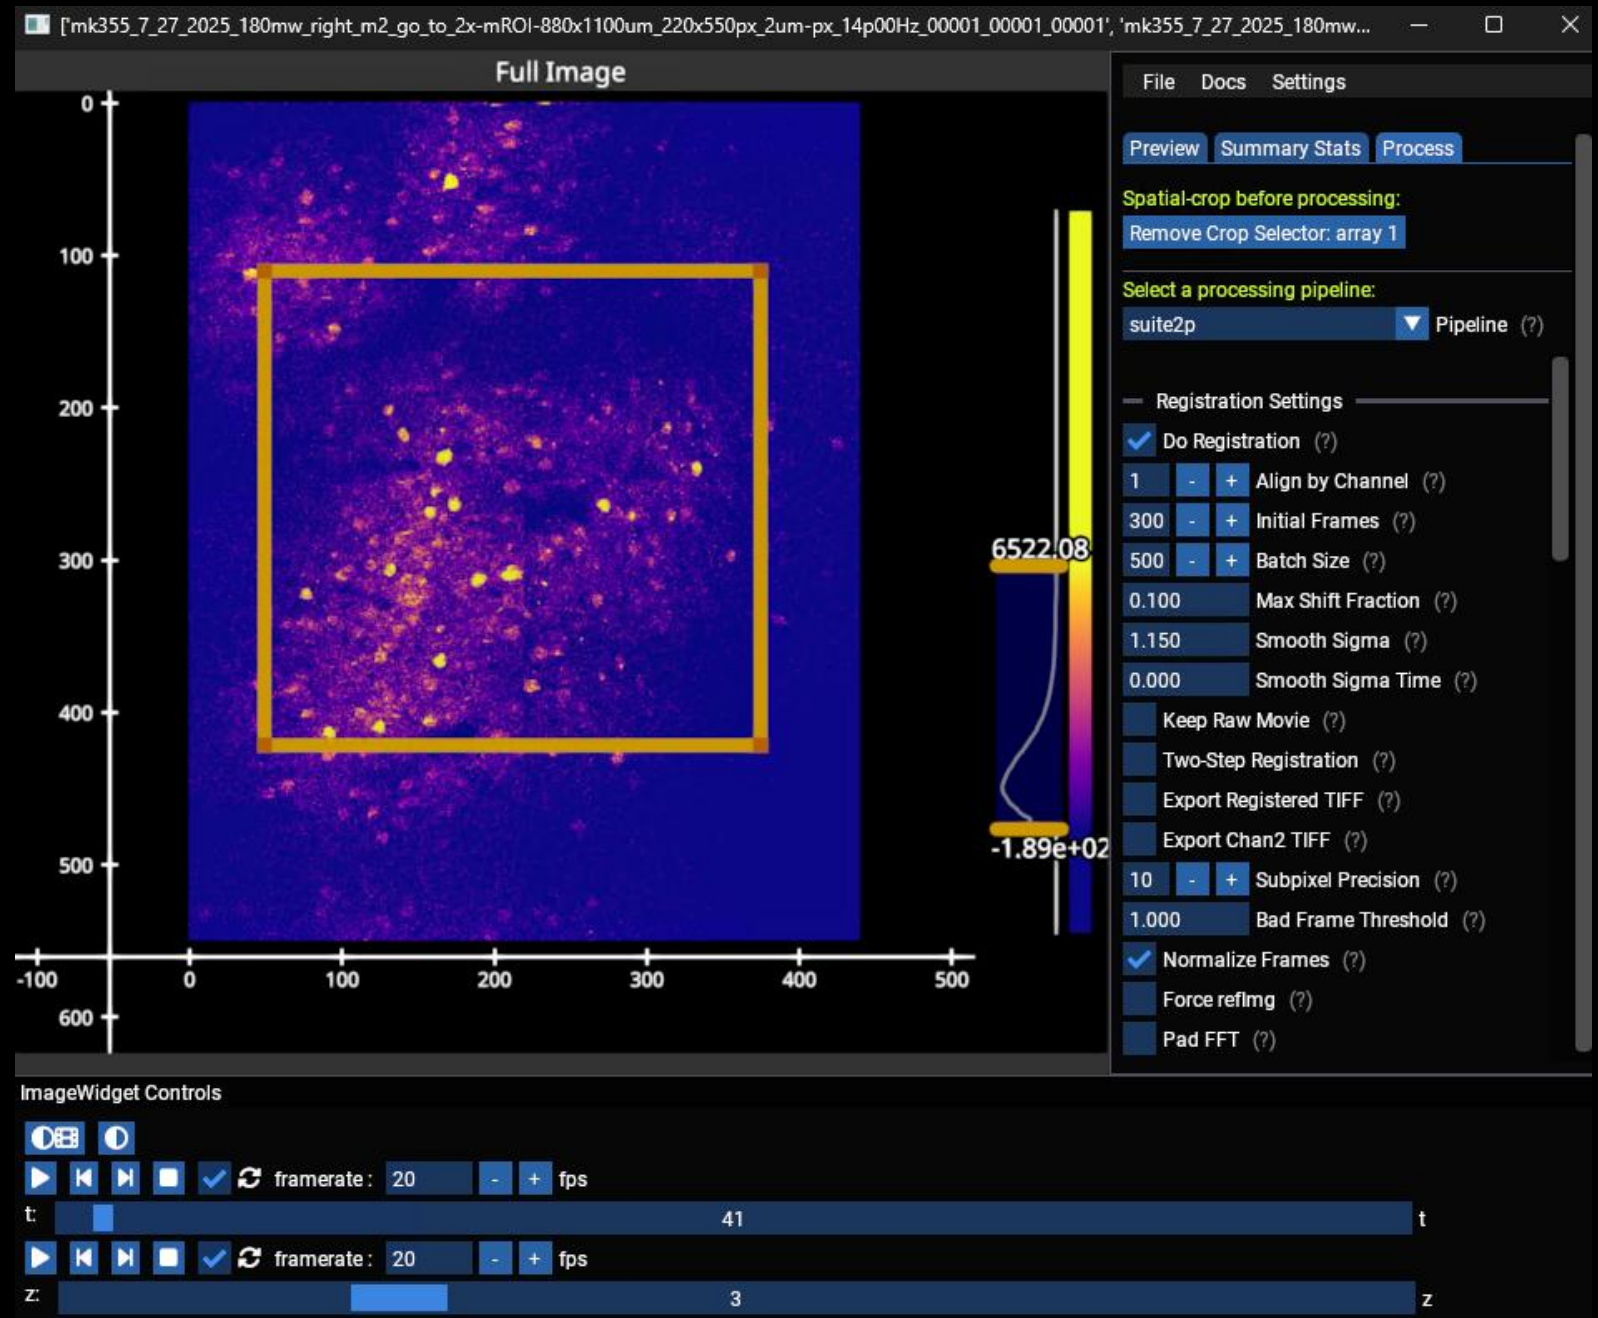 ['mk355_7_27_2025_180mw_right_m2_go_to_2x-mROI-880x1100um_220x550px_2um-px_14p00Hz_00001_00001_00001', 'mk355_7_27_2025_180mw...
Full Image
File Docs Settings
Preview Summary Stats Process
Spatial-crop before processing:
Remove Crop Selector: array 1
Select a processing pipeline:
suite2p Pipeline (?)
Registration Settings
Do Registration (?)
1 - + Align by Channel (?)
300 - + Initial Frames (?)
500 - + Batch Size (?)
0.100 Max Shift Fraction (?)
1.150 Smooth Sigma (?)
0.000 Smooth Sigma Time (?)
Keep Raw Movie (?)
Two-Step Registration (?)
Export Registered TIFF (?)
Export Chan2 TIFF (?)
10 - + Subpixel Precision (?)
1.000 Bad Frame Threshold (?)
Normalize Frames (?)
Force refImg (?)
Pad FFT (?)
0
100
200
300
400
500
600
-100 0 100 200 300 400 500
6522.08
-1.89e+02
ImageWidget Controls
framerate : 20 - + fps
t: 41 t
framerate : 20 - + fps
z: 3 z